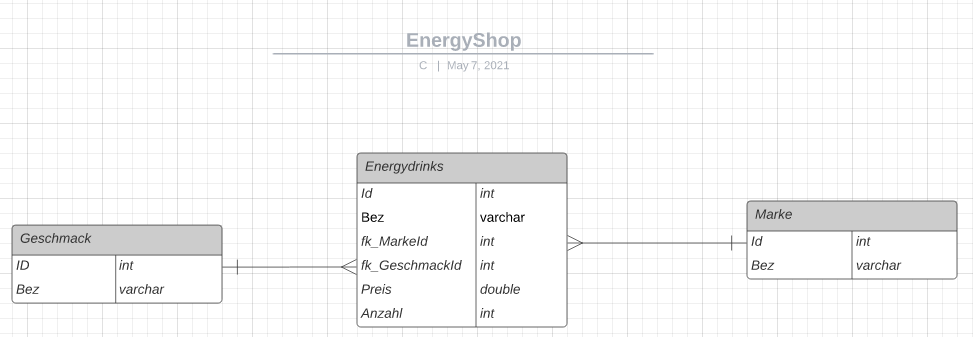 EnergyShop
C | May 7, 2021
Geschmack
ID int
Bez varchar
Energydrinks
Id int
Bez varchar
fk_MarkeId int
fk_GeschmackId int
Preis double
Anzahl int
Marke
Id int
Bez varchar